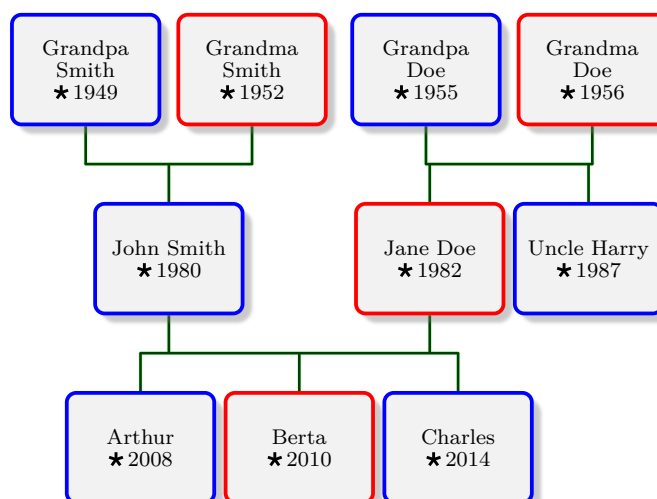 Grandpa
Smith
★ 1949
Grandma
Smith
★ 1952
Grandpa
Doe
★ 1955
Grandma
Doe
★ 1956
John Smith
★ 1980
Jane Doe
★ 1982
Uncle Harry
★ 1987
Arthur
★ 2008
Berta
★ 2010
Charles
★ 2014